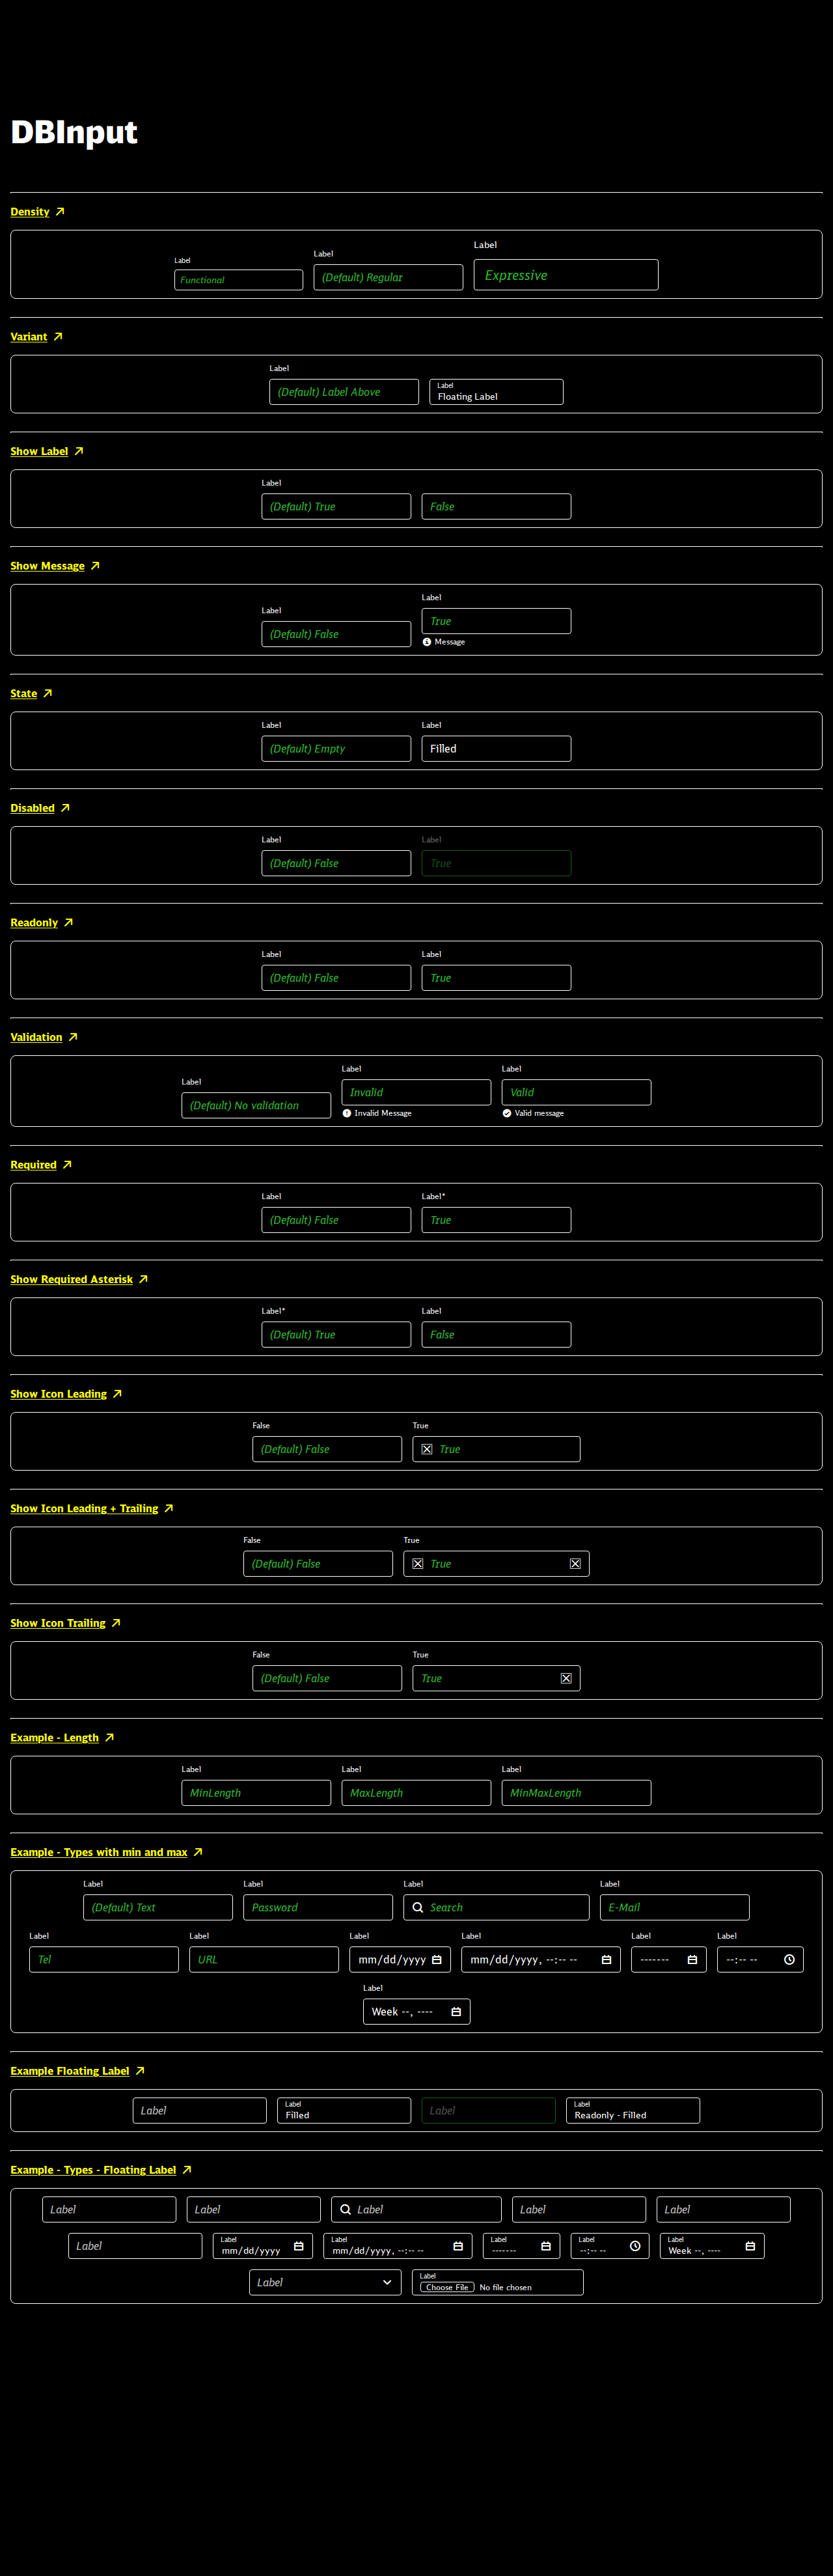 DBInput
Density
Label Label Label
Functional (Default) Regular Expressive
Variant
Label Label
(Default) Label Above Floating Label
Show Label
Label
(Default) True False
Show Message
Label Label
(Default) False True
Message
State
Label Label
(Default) Empty Filled
Disabled
Label Label
(Default) False True
Readonly
Label Label
(Default) False True
Validation
Label Label Label
(Default) No validation Invalid Valid
Invalid Message Valid message
Required
Label Label*
(Default) False True
Show Required Asterisk
Label* Label
(Default) True False
Show Icon Leading
False True
(Default) False True
Show Icon Leading + Trailing
False True
(Default) False True
Show Icon Trailing
False True
(Default) False True
Example - Length
Label Label Label
MinLength MaxLength MinMaxLength
Example - Types with min and max
Label Label Label Label
(Default) Text Password Search E-Mail
Label Label Label Label Label Label
Tel URL mm/dd/yyyy mm/dd/yyyy, --:-- -- ------- --:-- --
Label
Week --, ----
Example Floating Label
Label Label Label Label
Filled Readonly - Filled
Example - Types - Floating Label
Label Label Label Label Label
Label Label Label Label Label Label
mm/dd/yyyy mm/dd/yyyy, --:-- -- ------- --:-- -- Week --, ----
Label Label
Choose File No file chosen